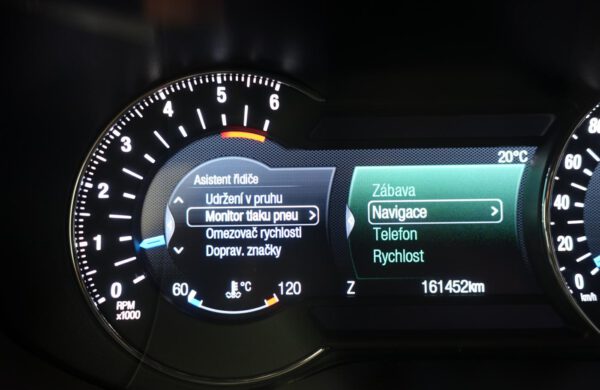 0
1
2
3
4
5
6
RPM
x1000
Asistent řidiče
Udržení v pruhu
Monitor tlaku pneu >
Omezovač rychlosti
Doprav. značky
60 °C 120
20°C
Zábava
Navigace >
Telefon
Rychlost
Z 161452km
80
60
40
20
0
km/h